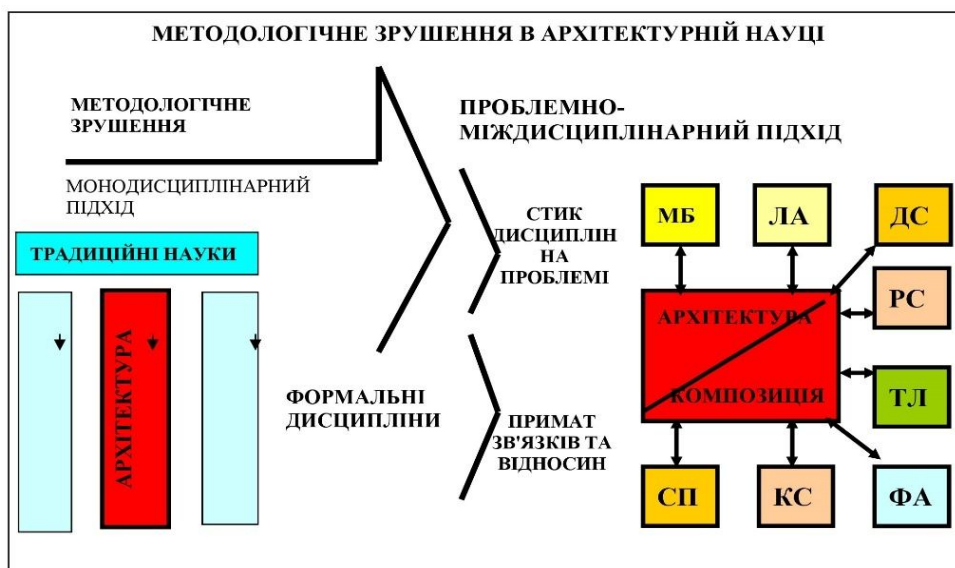 МЕТОДОЛОГІЧНЕ ЗРУШЕННЯ В АРХІТЕКТУРНІЙ НАУЦІ
МЕТОДОЛОГІЧНЕ
ЗРУШЕННЯ
МОНОДИСЦИПЛІНАРНИЙ
ПІДХІД
ТРАДИЦІЙНІ НАУКИ
АРХІТЕКТУРА
ФОРМАЛЬНІ
ДИСЦИПЛІНИ
ПРОБЛЕМНО-
МІЖДИСЦИПЛІНАРНИЙ ПІДХІД
СТИК
ДИСЦИПЛІН
НА
ПРОБЛЕМІ
ПРИМАТ
ЗВ'ЯЗКІВ ТА
ВІДНОСИН
МБ
ЛА
ДС
РС
АРХІТЕКТУРА
КОМПОЗИЦІЯ
ТЛ
СП
КС
ФА